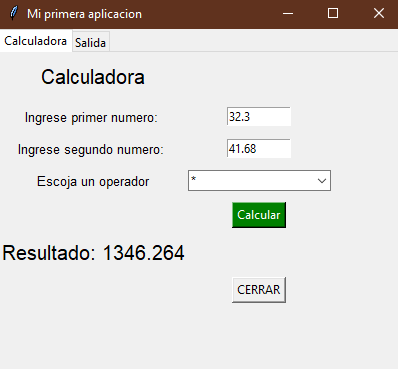 Mi primera aplicacion
Calculadora Salida
Calculadora
Ingrese primer numero: 32.3
Ingrese segundo numero: 41.68
Escoja un operador *
Calcular
Resultado: 1346.264
CERRAR